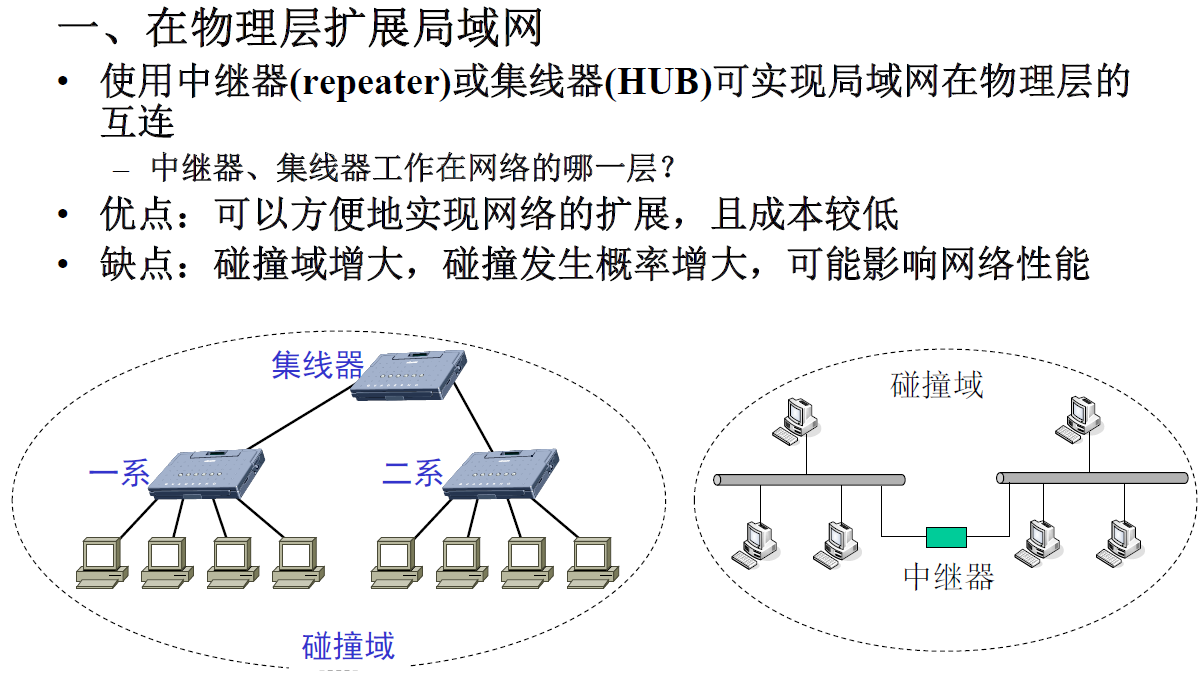 一、在物理层扩展局域网
• 使用中继器(repeater)或集线器(HUB)可实现局域网在物理层的
互连
– 中继器、集线器工作在网络的哪一层？
• 优点：可以方便地实现网络的扩展，且成本较低
• 缺点：碰撞域增大，碰撞发生概率增大，可能影响网络性能
集线器
一系
二系
碰撞域
碰撞域
中继器